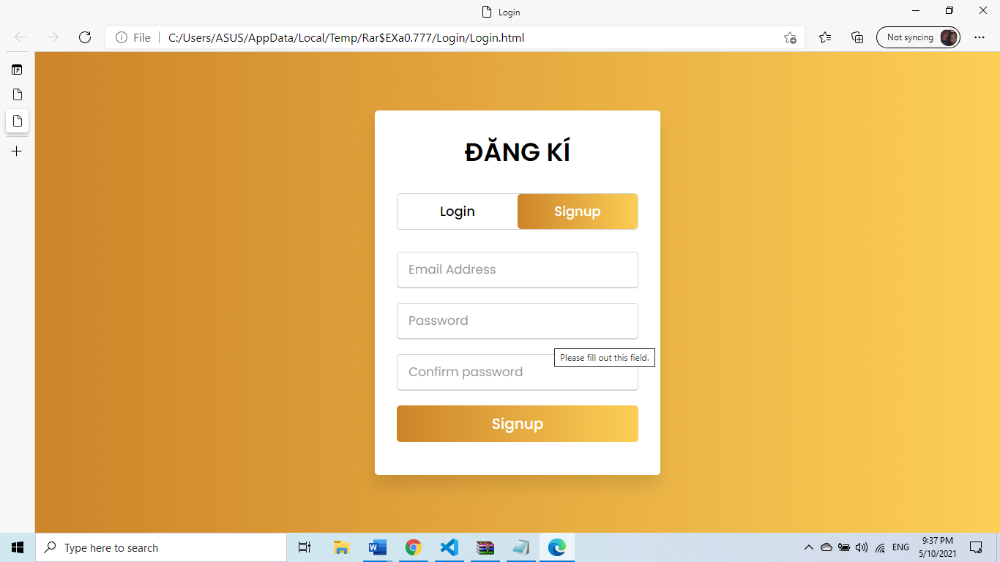 Login
File
C:/Users/ASUS/AppData/Local/Temp/Rar$EXa0.777/Login/Login.html
Not syncing
ĐĂNG KÍ
Login
Signup
Email Address
Password
Please fill out this field.
Confirm password
Signup
Type here to search
ENG
9:37 PM
5/10/2021